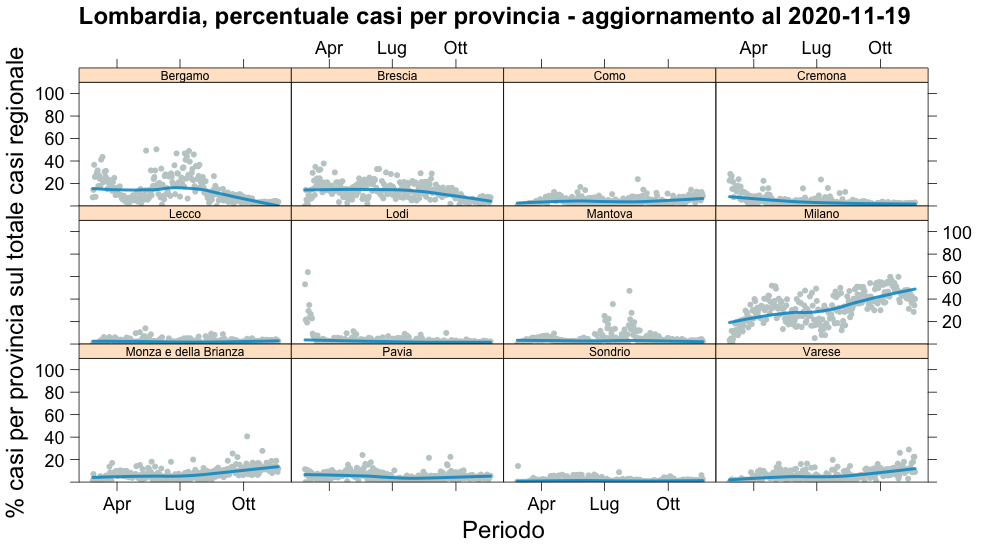 Lombardia, percentuale casi per provincia - aggiornamento al 2020-11-19
Apr Lug Ott Apr Lug Ott
Bergamo Brescia Como Cremona
100
80
60
40
20
Lecco Lodi Mantova Milano
100
80
60
40
20
Monza e della Brianza Pavia Sondrio Varese
100
80
60
40
20
Apr Lug Ott Apr Lug Ott
Periodo
% casi per provincia sul totale casi regionale